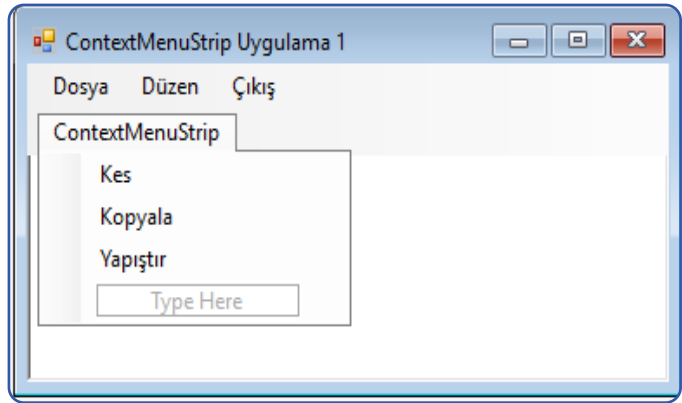 ContextMenuStrip Uygulama 1
Dosya Düzen Çıkış
ContextMenuStrip
Kes
Kopyala
Yapıştır
Type Here